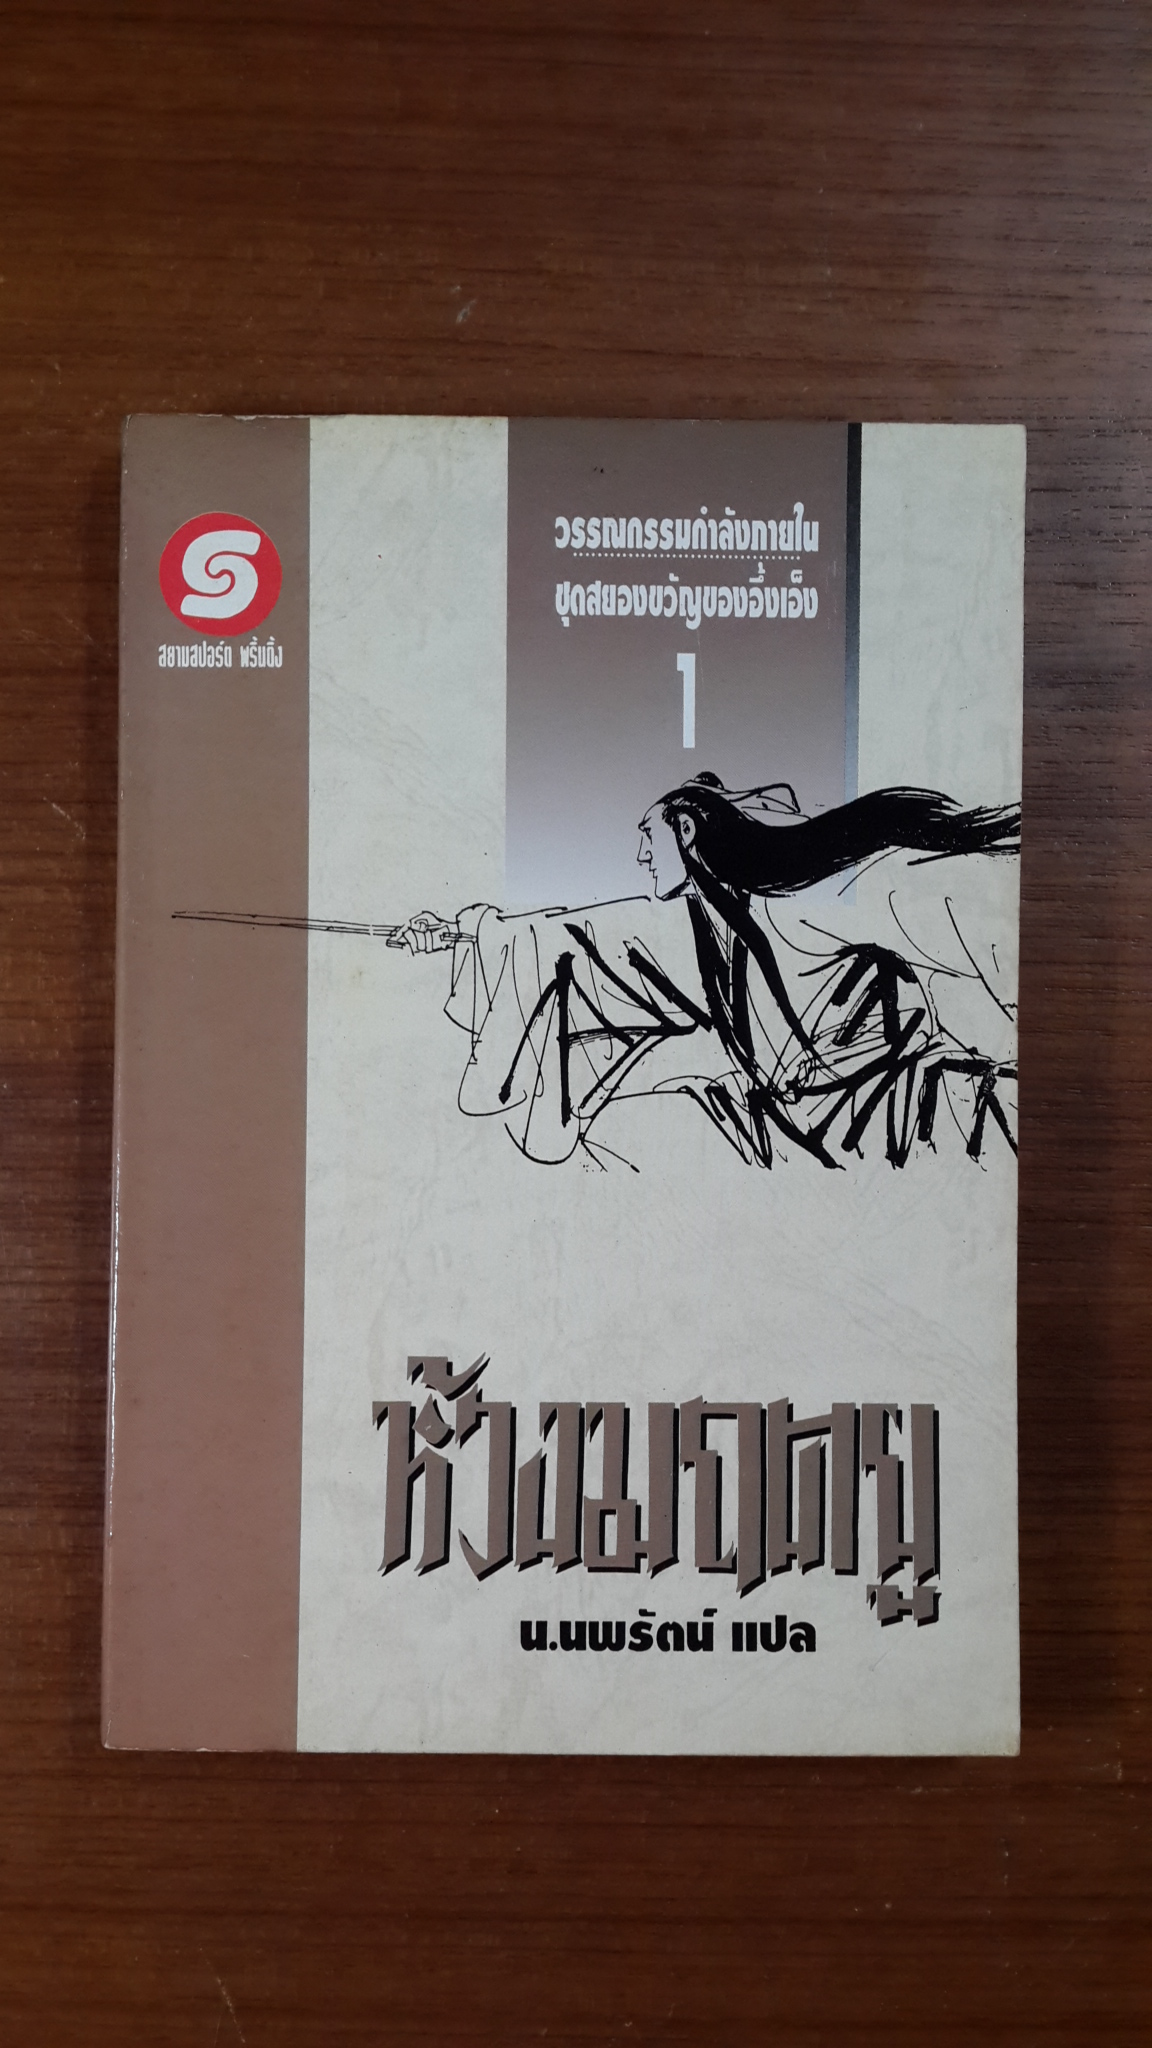 วรรณกรรมกำลังภายใน
ชุดสยองขวัญของอึ้งเอ็ง
1
S
สยามสปอร์ต พริ้นติ้ง
ห้วงมฤตยู
น.นพรัตน์ แปล